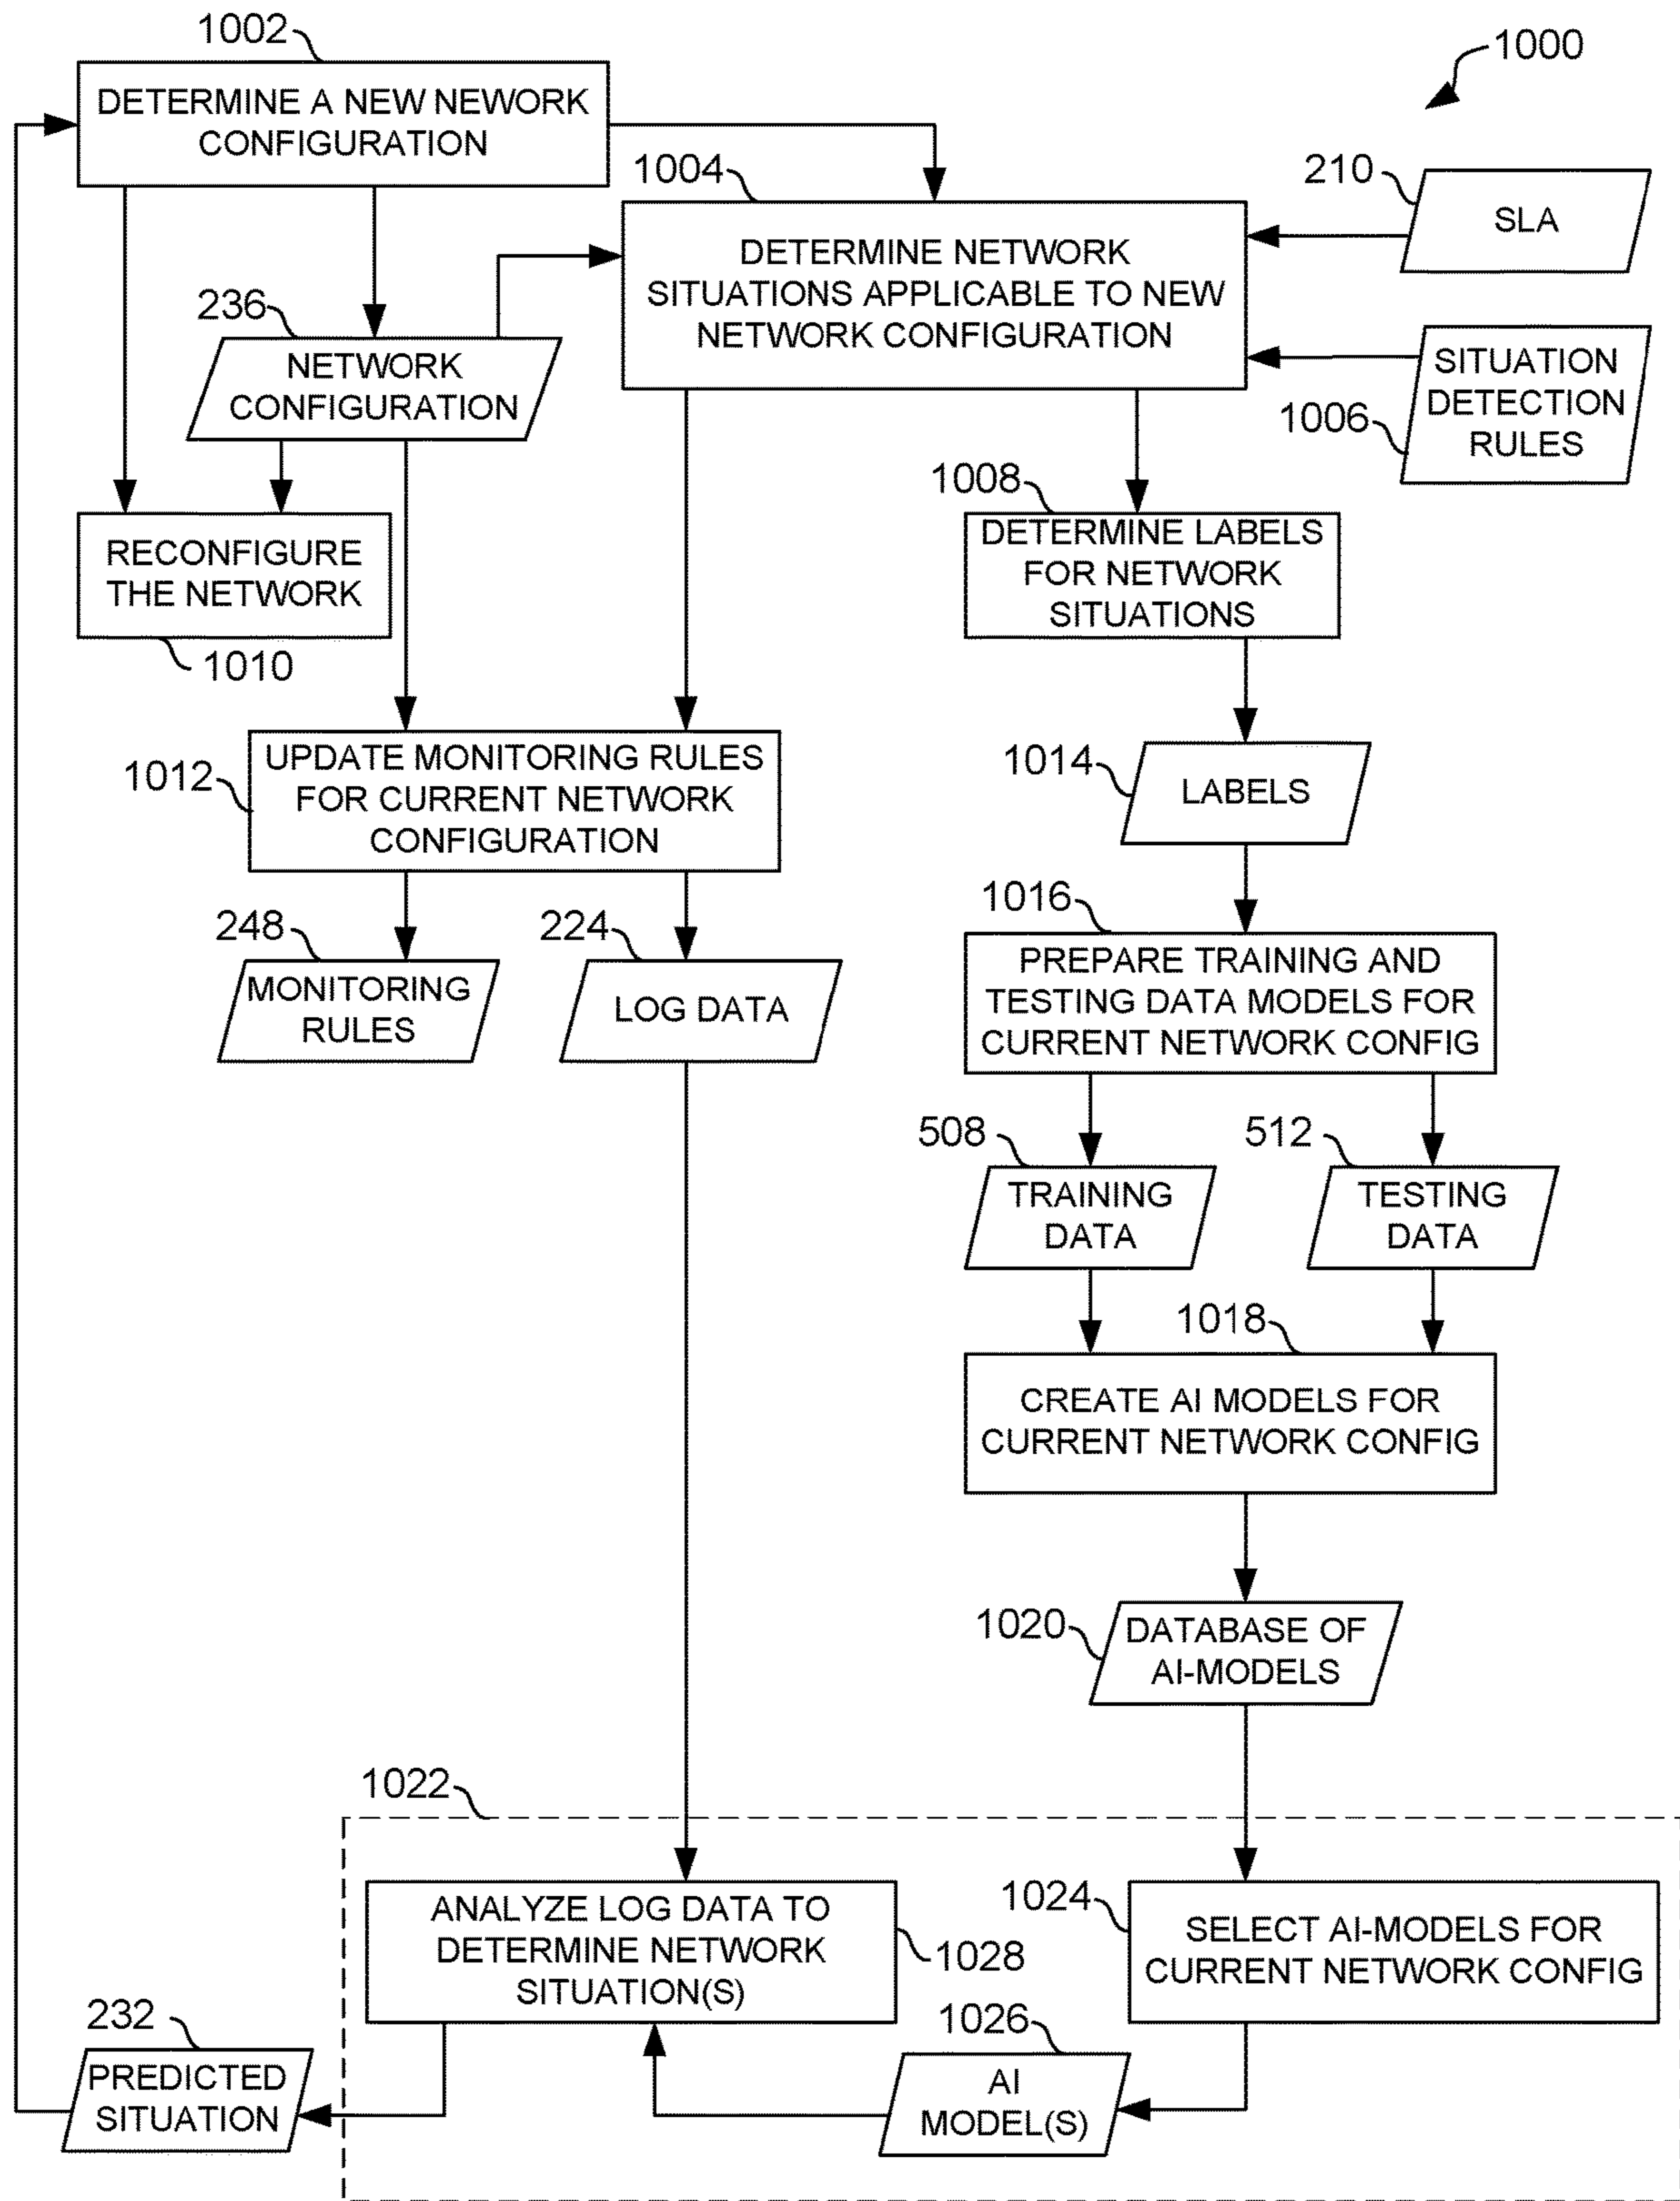 1002
1000
DETERMINE A NEW NEWORK
CONFIGURATION
1004
210
SLA
DETERMINE NETWORK
SITUATIONS APPLICABLE TO NEW
NETWORK CONFIGURATION
236
NETWORK
CONFIGURATION
SITUATION
DETECTION
RULES
1006
1008
DETERMINE LABELS
FOR NETWORK
SITUATIONS
RECONFIGURE
THE NETWORK
1010
1012
UPDATE MONITORING RULES
FOR CURRENT NETWORK
CONFIGURATION
1014
LABELS
248
MONITORING
RULES
224
LOG DATA
1016
PREPARE TRAINING AND
TESTING DATA MODELS FOR
CURRENT NETWORK CONFIG
508
TRAINING
DATA
512
TESTING
DATA
1018
CREATE AI MODELS FOR
CURRENT NETWORK CONFIG
1020
DATABASE OF
AI-MODELS
1022
ANALYZE LOG DATA TO
DETERMINE NETWORK
SITUATION(S)
1028
1024
SELECT AI-MODELS FOR
CURRENT NETWORK CONFIG
232
PREDICTED
SITUATION
1026
AI
MODEL(S)